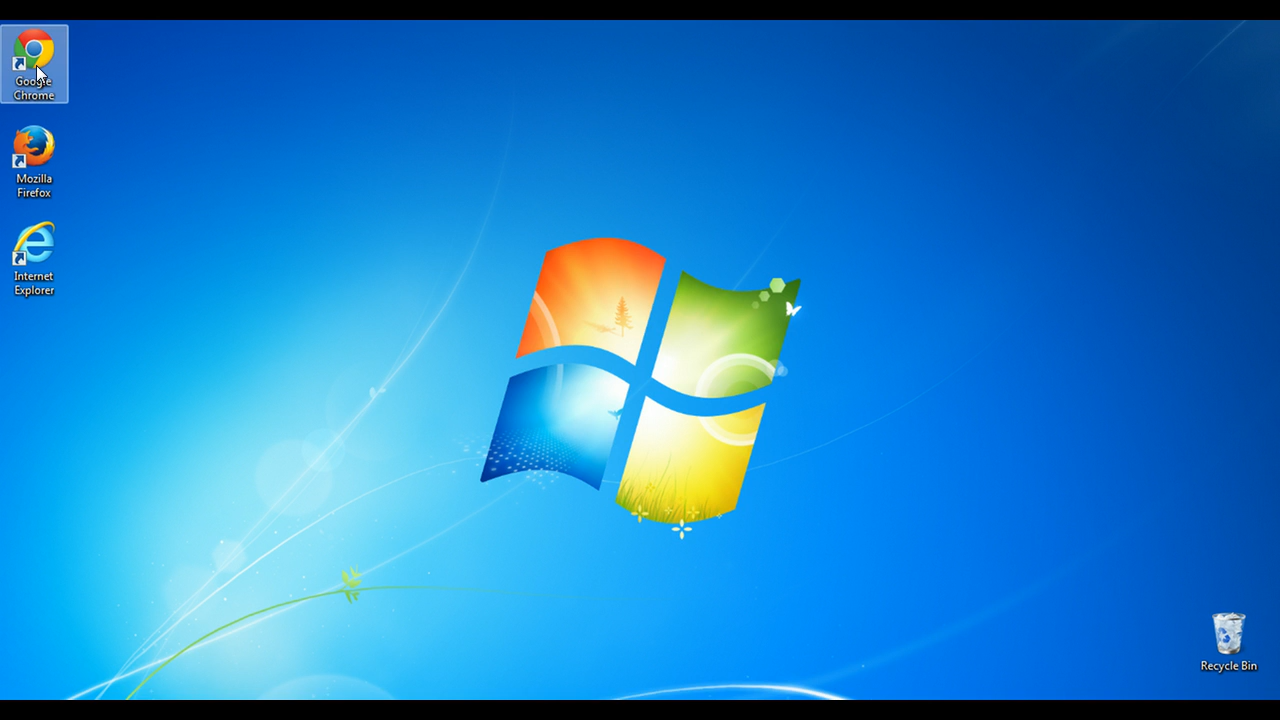 Google
Chrome
Mozilla
Firefox
Internet
Explorer
Recycle Bin